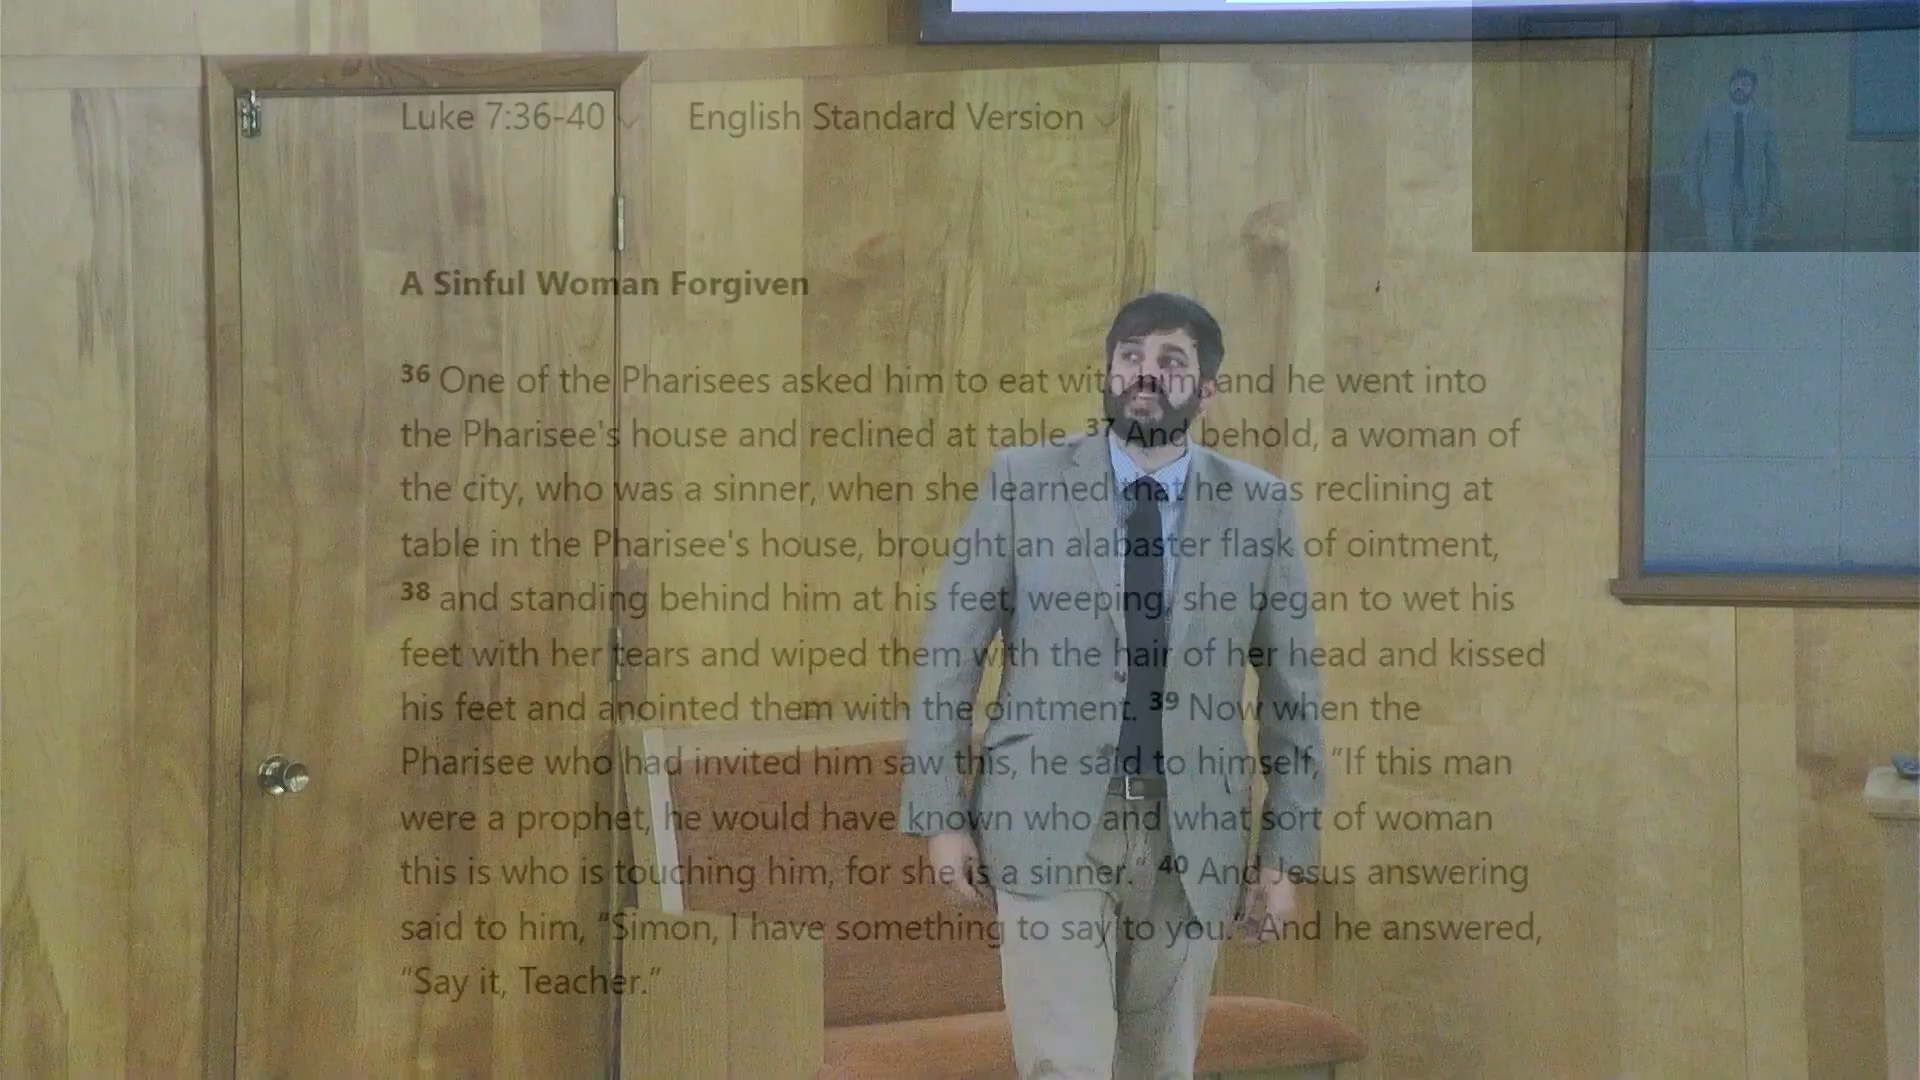 Luke 7:36-40 English Standard Version
A Sinful Woman Forgiven
36 One of the Pharisees asked him to eat with him, and he went into
the Pharisee's house and reclined at table. 37 And behold, a woman of
the city, who was a sinner, when she learned that he was reclining at
table in the Pharisee's house, brought an alabaster flask of ointment,
38 and standing behind him at his feet, weeping, she began to wet his
feet with her tears and wiped them with the hair of her head and kissed
his feet and anointed them with the ointment. 39 Now when the
Pharisee who had invited him saw this, he said to himself, “If this man
were a prophet, he would have known who and what sort of woman
this is who is touching him, for she is a sinner.” 40 And Jesus answering
said to him, “Simon, I have something to say to you.” And he answered,
“Say it, Teacher.”